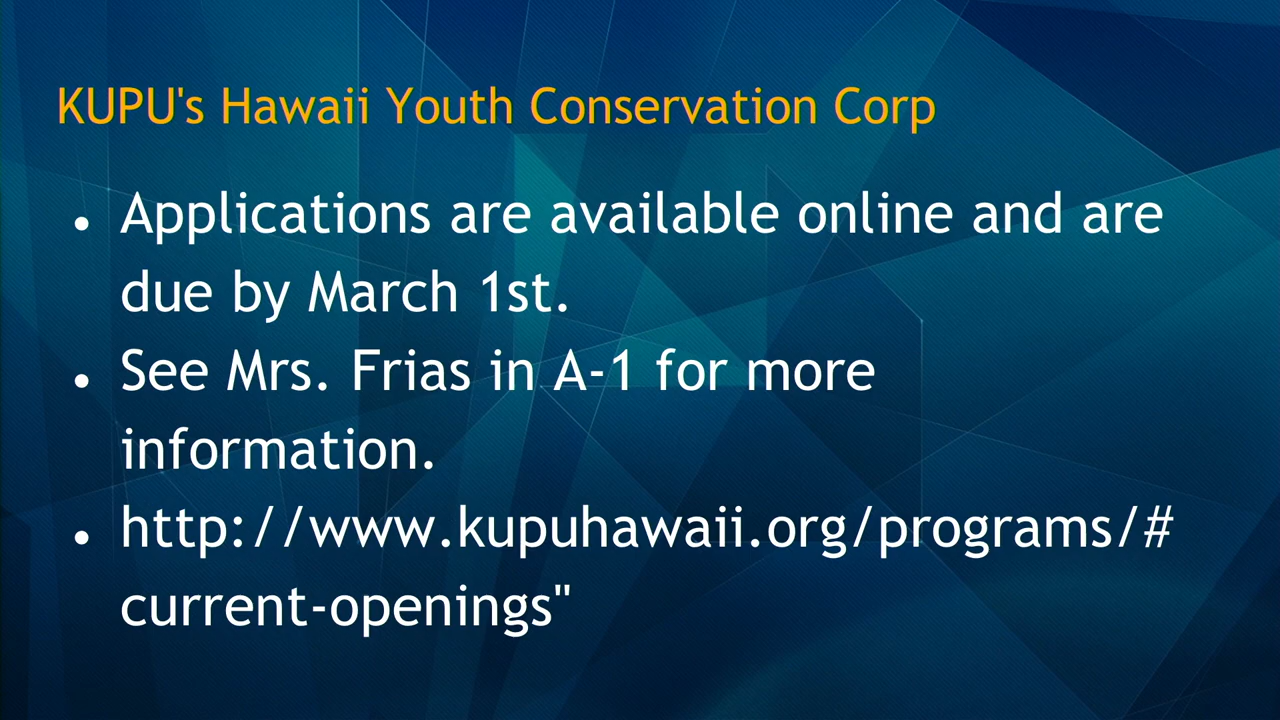 KUPU's Hawaii Youth Conservation Corp
• Applications are available online and are
due by March 1st.
• See Mrs. Frias in A-1 for more
information.
• http://www.kupuhawaii.org/programs/#
current-openings"